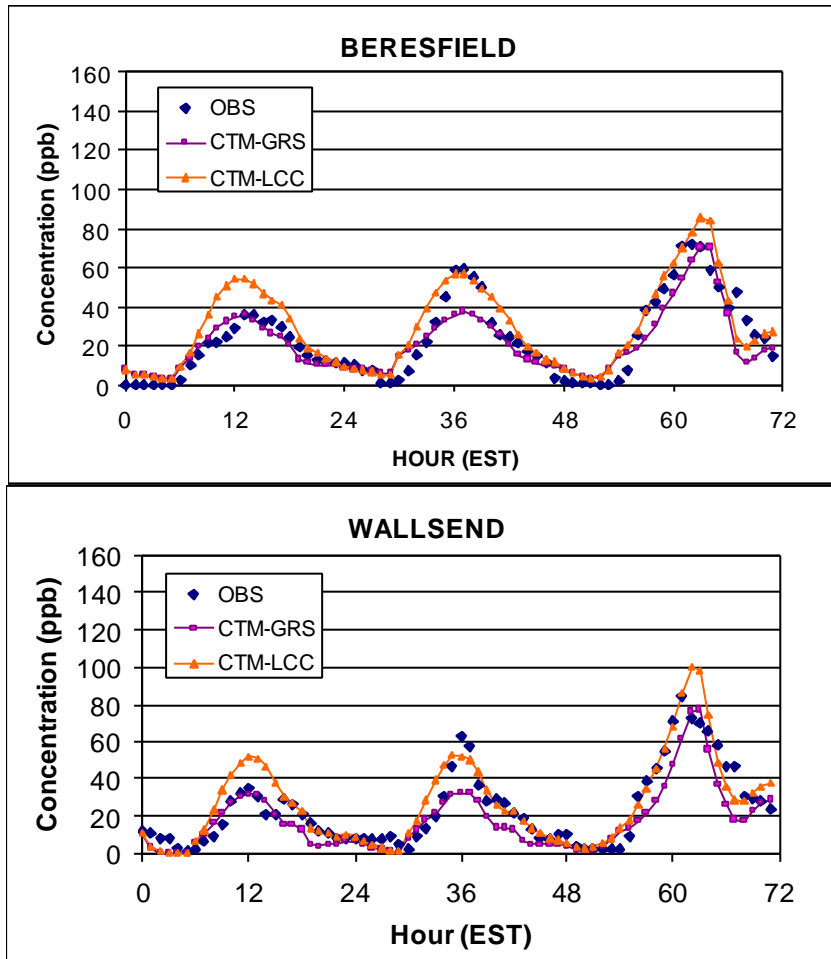 BERESFIELD
160
140
120
100
80
60
40
20
0
Concentration (ppb)
OBS
CTM-GRS
CTM-LCC
0 12 24 36 48 60 72
HOUR (EST)
WALLSEND
160
140
120
100
80
60
40
20
0
Concentration (ppb)
OBS
CTM-GRS
CTM-LCC
0 12 24 36 48 60 72
Hour (EST)